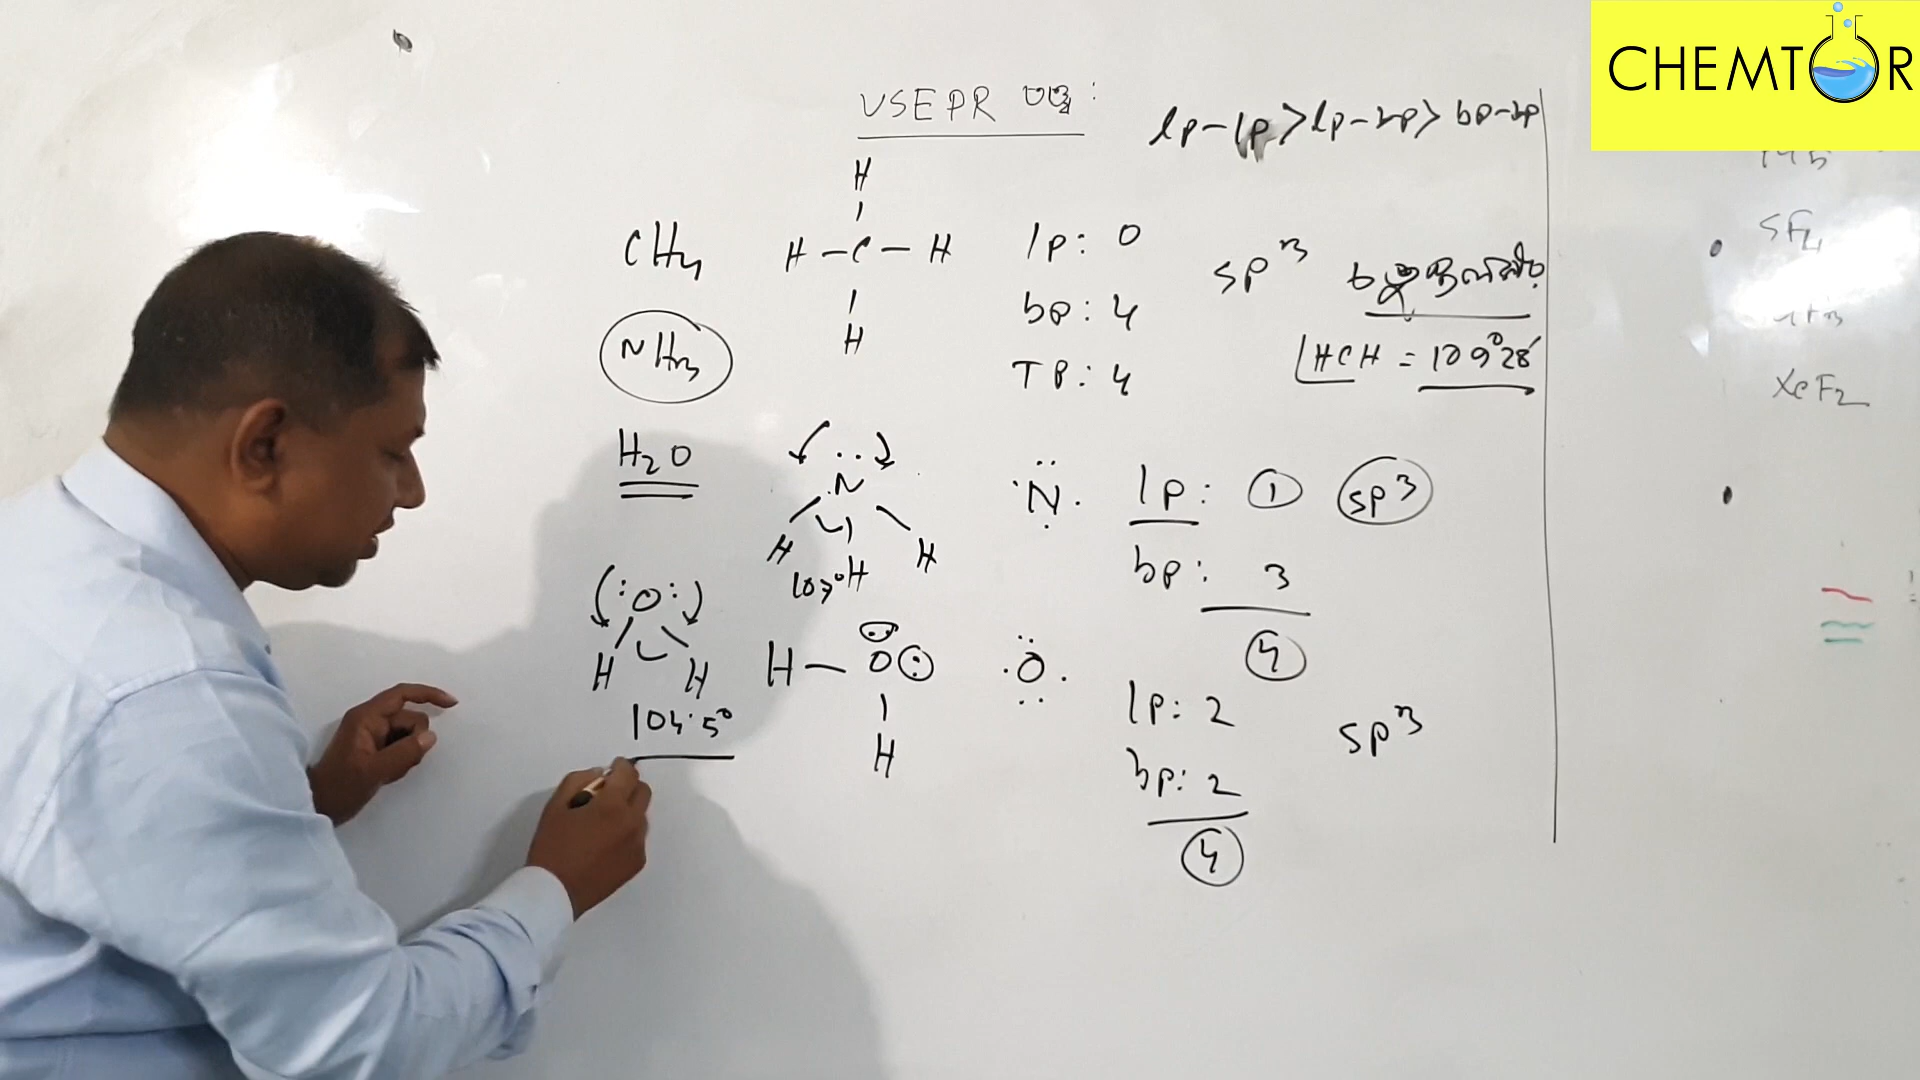 CHEMTOR
VSEPR তত্ত্ব:
lp-lp > lp-bp > bp-bp
CH4
H
H-C-H
H
lp: 0
bp: 4
TP: 4
sp3
∠HCH = 109°28′
NH3
H2O
N
H H H
107°
N
lp: 1
bp: 3
4
sp3
O
H H
104.5°
H-O
H
O
lp: 2
bp: 2
4
sp3
SF4
XeF2